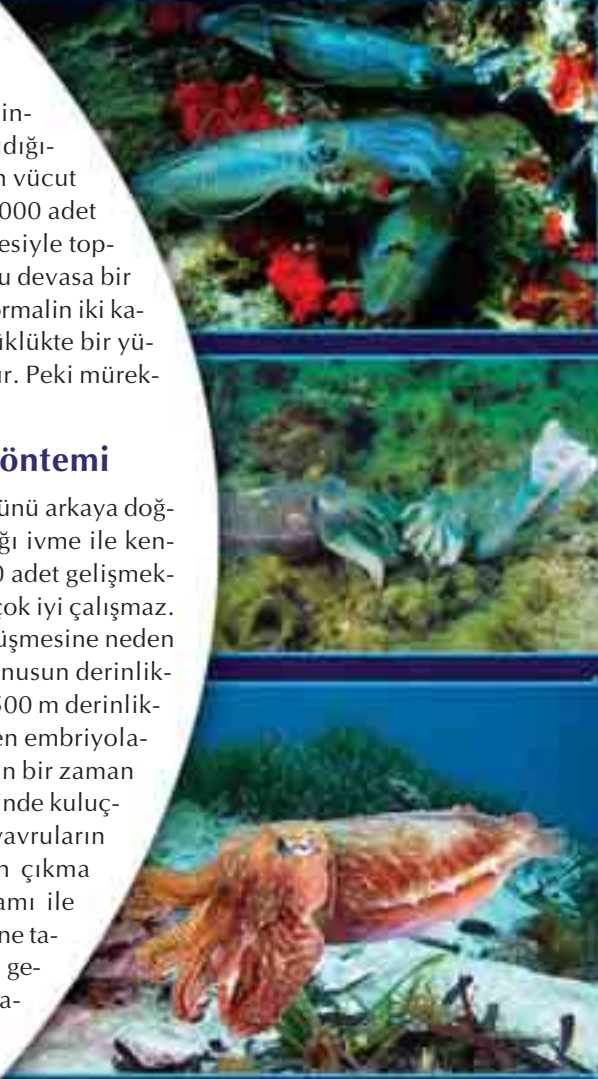 in-
dığı-
n vücut
000 adet
esiyle top-
u devasa bir
ormalin iki ka-
üklükte bir yü-
ır. Peki mürek-
öntemi
ünü arkaya doğ-
ğı ivme ile ken-
0 adet gelişmek-
çok iyi çalışmaz.
üşmesine neden
nusun derinlik-
500 m derinlik-
en embriyola-
n bir zaman
inde kuluç-
yavruların
n çıkma
amı ile
ne ta-
ge-
a-